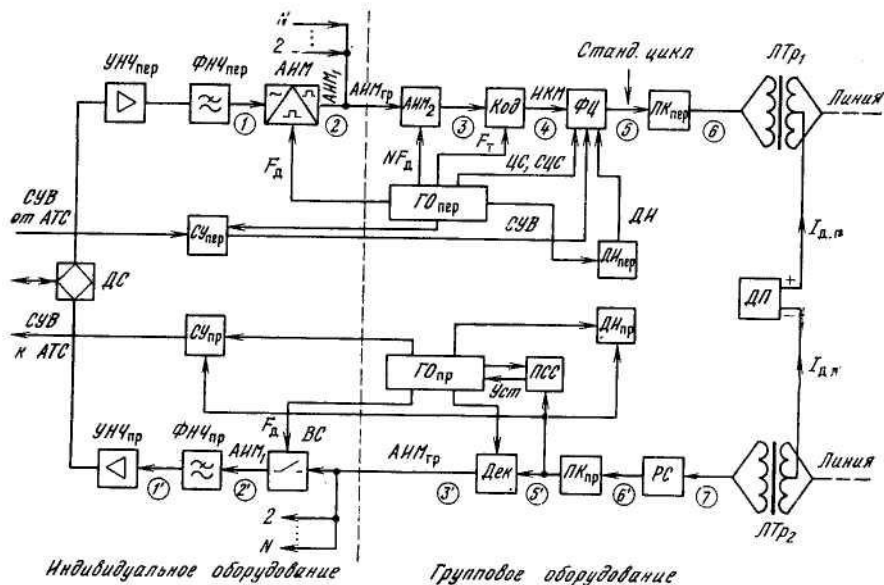 N
2
УНЧпер
ФНЧпер
АИМ
АИМ1
АИМгр
АИМ2
Код
ИКМ
ФЦ
Станд. цикл
ПКпер
ЛТр1
Линия
1
2
3
4
5
6
Fд
NFд
Fт
ЦС, СЦС
ГОпер
СУВ
от АТС
СУпер
СУВ
ДИ
ДИпер
Iд.п
ДС
ДП
+
−
СУВ
к АТС
СУпр
ДИпр
ГОпр
Уст
ПСС
Iд.п
Fд
ВС
УНЧпр
ФНЧпр
АИМ1
АИМгр
Дек
ПКпр
РС
Линия
1'
2'
3'
5'
6'
7
ЛТр2
2
N
Индивидуальное оборудование
Групповое оборудование